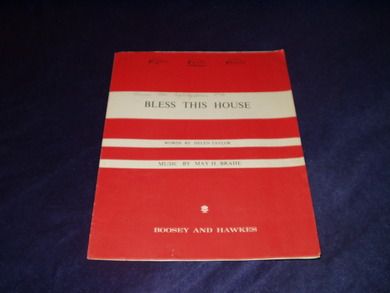 BLESS THIS HOUSE
WORDS BY HELEN TAYLOR
MUSIC BY MAY H. BRAHE
BOOSEY AND HAWKES